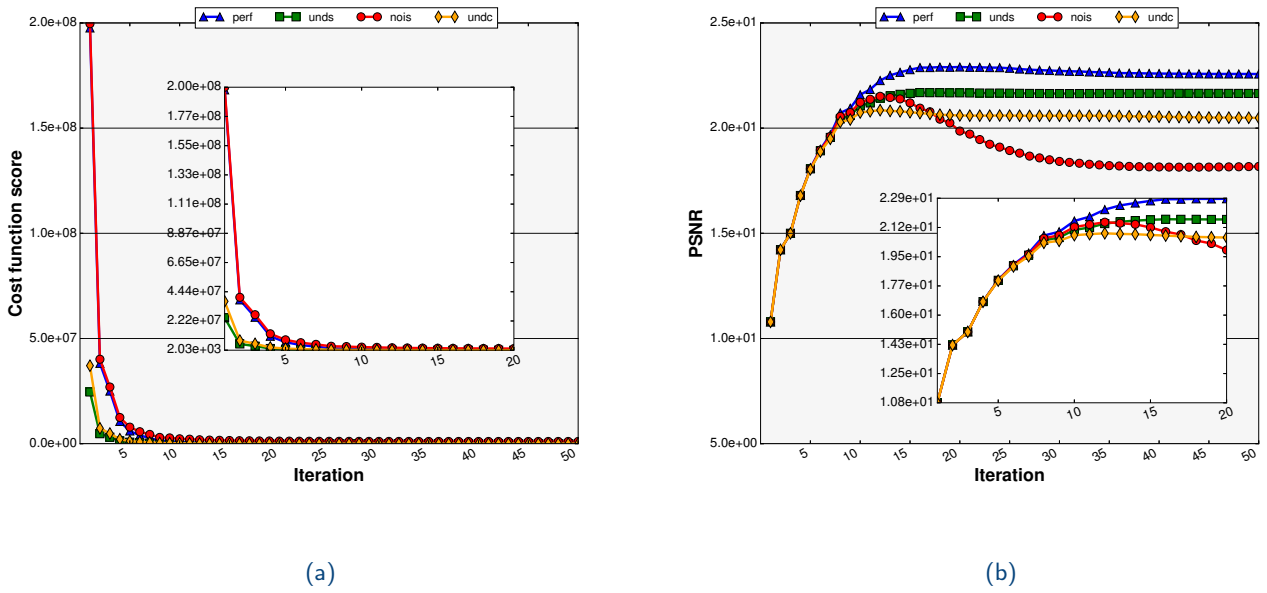 perf unds nois undc
2.0e+08
1.5e+08
1.0e+08
5.0e+07
0.0e+00
Cost function score
2.00e+08
1.77e+08
1.55e+08
1.33e+08
1.11e+08
8.87e+07
6.65e+07
4.44e+07
2.22e+07
2.03e+03
5 10 15 20
5 10 15 20 25 30 35 40 45 50
Iteration
(a)
perf unds nois undc
2.5e+01
2.0e+01
1.5e+01
1.0e+01
5.0e+00
PSNR
2.29e+01
2.12e+01
1.95e+01
1.77e+01
1.60e+01
1.43e+01
1.25e+01
1.08e+01
5 10 15 20
5 10 15 20 25 30 35 40 45 50
Iteration
(b)